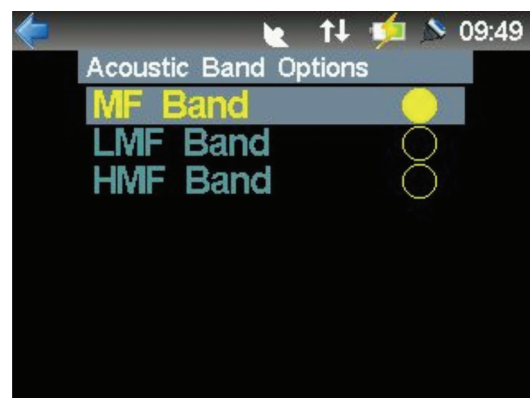 09:49
Acoustic Band Options
MF Band
LMF Band
HMF Band